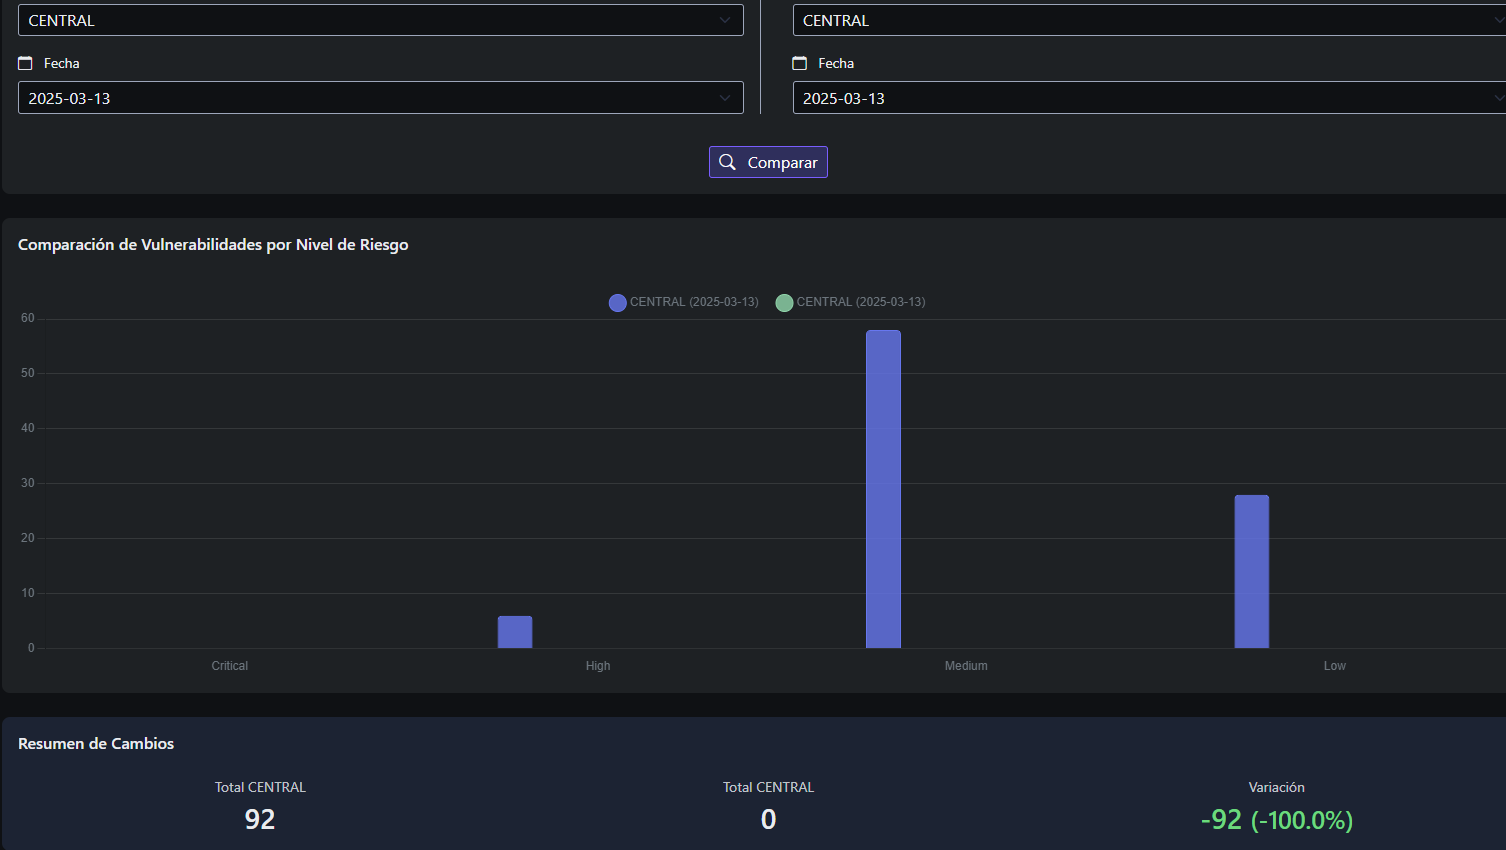 CENTRAL
CENTRAL
Fecha
Fecha
2025-03-13
2025-03-13
Comparar
Comparación de Vulnerabilidades por Nivel de Riesgo
CENTRAL (2025-03-13)
CENTRAL (2025-03-13)
60
50
40
30
20
10
0
Critical
High
Medium
Low
Resumen de Cambios
Total CENTRAL
92
Total CENTRAL
0
Variación
-92 (-100.0%)